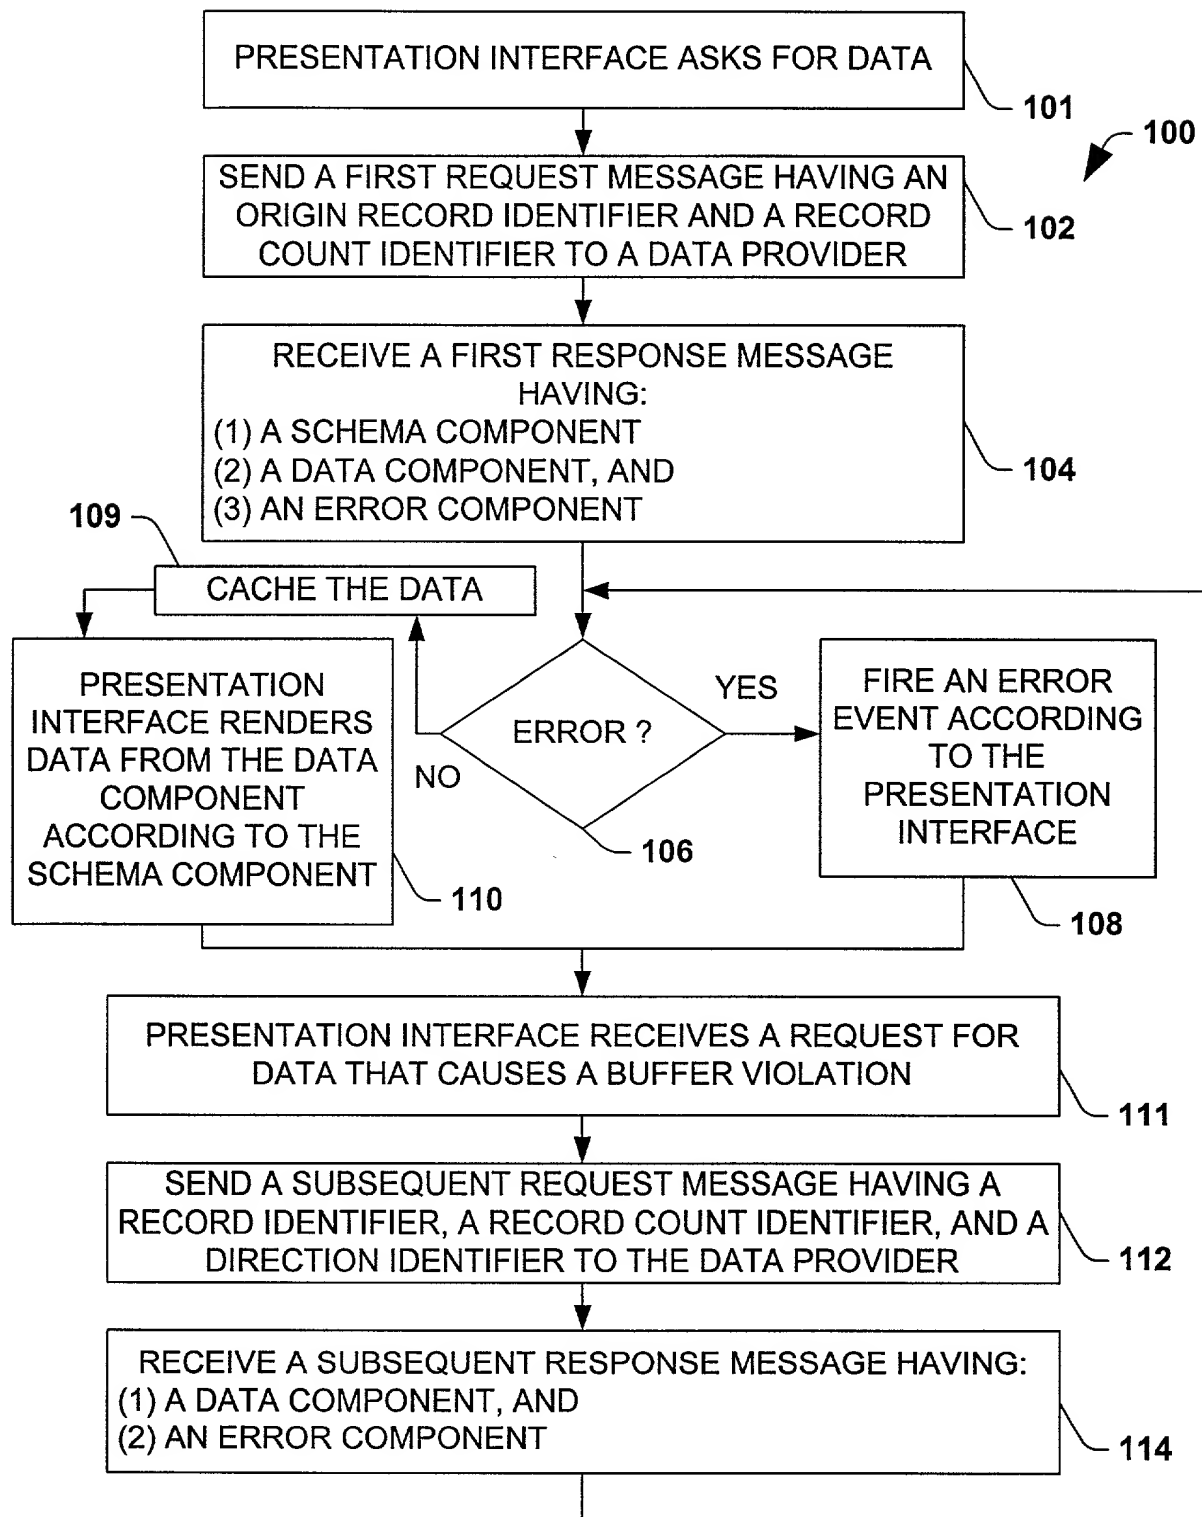 PRESENTATION INTERFACE ASKS FOR DATA
101
100
SEND A FIRST REQUEST MESSAGE HAVING AN
ORIGIN RECORD IDENTIFIER AND A RECORD
COUNT IDENTIFIER TO A DATA PROVIDER
102
RECEIVE A FIRST RESPONSE MESSAGE
HAVING:
(1) A SCHEMA COMPONENT
(2) A DATA COMPONENT, AND
(3) AN ERROR COMPONENT
104
109
CACHE THE DATA
PRESENTATION
INTERFACE RENDERS
DATA FROM THE DATA
COMPONENT
ACCORDING TO THE
SCHEMA COMPONENT
110
NO
ERROR ?
106
YES
FIRE AN ERROR
EVENT ACCORDING
TO THE
PRESENTATION
INTERFACE
108
PRESENTATION INTERFACE RECEIVES A REQUEST FOR
DATA THAT CAUSES A BUFFER VIOLATION
111
SEND A SUBSEQUENT REQUEST MESSAGE HAVING A
RECORD IDENTIFIER, A RECORD COUNT IDENTIFIER, AND A
DIRECTION IDENTIFIER TO THE DATA PROVIDER
112
RECEIVE A SUBSEQUENT RESPONSE MESSAGE HAVING:
(1) A DATA COMPONENT, AND
(2) AN ERROR COMPONENT
114